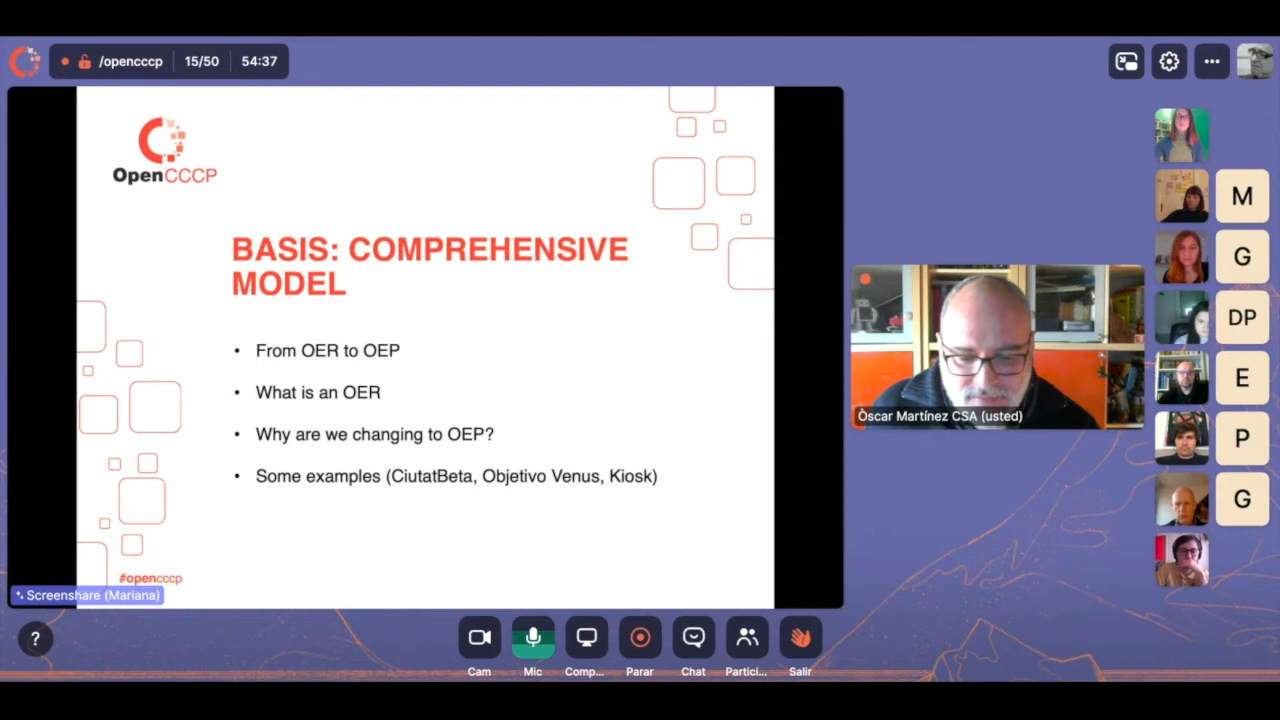 /opencccp
15/50
54:37
OpenCCCP
BASIS: COMPREHENSIVE
MODEL
• From OER to OEP
• What is an OER
• Why are we changing to OEP?
• Some examples (CiutatBeta, Objetivo Venus, Kiosk)
#opencccp
Screenshare (Mariana)
Òscar Martínez CSA (usted)
M
G
DP
E
P
G
?
Cam
Mic
Comp...
Parar
Chat
Partici...
Salir